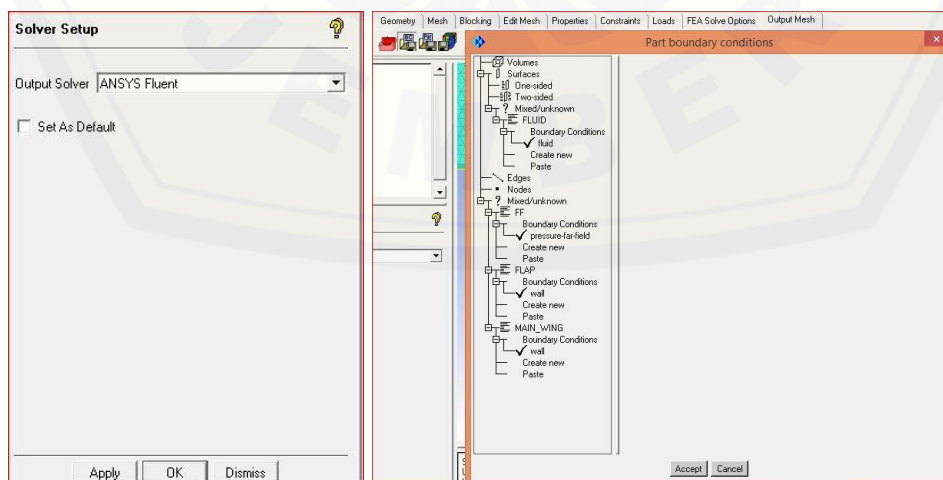 Solver Setup
Output Solver ANSYS Fluent
Set As Default
Apply OK Dismiss
Geometry Mesh Blocking Edit Mesh Properties Constraints Loads FEA Solve Options Output Mesh
Part boundary conditions
Volumes
Surfaces
One-sided
Two-sided
? Mixed/unknown
FLUID
Boundary Conditions
fluid
Create new
Paste
Edges
Nodes
? Mixed/unknown
FF
Boundary Conditions
pressure-far-field
Create new
Paste
FLAP
Boundary Conditions
wall
Create new
Paste
MAIN_WING
Boundary Conditions
wall
Create new
Paste
Accept Cancel